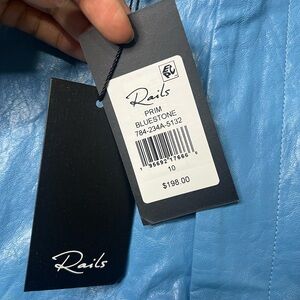 Rails
PRIM
BLUESTONE
784-234A-5132
10
$198.00
Rails